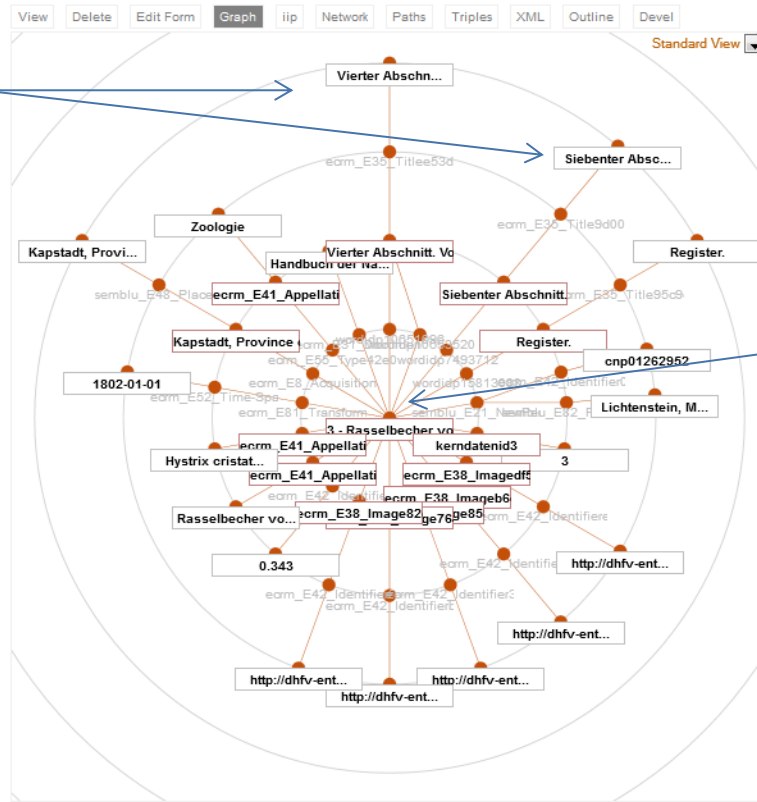 View Delete Edit Form Graph iip Network Paths Triples XML Outline Devel
Standard View
Vierter Abschn...
Siebenter Absc...
ecrm_E35_Titlee53d
Zoologie
ecrm_E35_Title9d00
Kapstadt, Provi...
Vierter Abschnitt. Vo
Register.
Handbuch der Na...
semblu_E48_Place
ecrm_E41_Appellati
Siebenter Abschnitt.
ecrm_E35_Title95c9
Kapstadt, Province
Register.
ecrm_E55_Type42e0
wordidp7493712
cnp01262952
1802-01-01
ecrm_E8_Acquisition
ecrm_E52_Time-Spa
Lichtenstein, M...
ecrm_E81_Transform
3 - Rasselbecher vo
ecrm_E41_Appellati
kerndatenid3
Hystrix cristat...
3
ecrm_E41_Appellati
ecrm_E38_Imagedf5
ecrm_E42_Identifie
ecrm_E38_Imageb6
Rasselbecher vo...
ecrm_E38_Image82
ge76
ge85
ecrm_E42_Identifiere
0.343
ecrm_E42_Identifie
http://dhfv-ent...
ecrm_E42_Identifier
ecrm_E42_Identifier
http://dhfv-ent...
http://dhfv-ent...
http://dhfv-ent...
http://dhfv-ent...